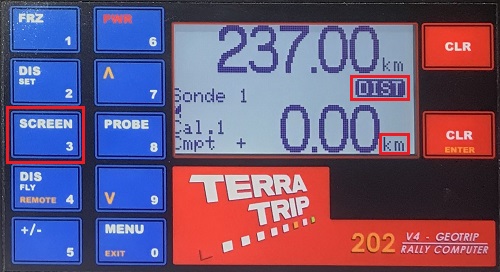 FRZ 1
PWR 6
DIS SET 2
∧ 7
SCREEN 3
PROBE 8
DIS FLY REMOTE 4
∨ 9
+/- 5
MENU EXIT 0
237.00 km
DIST
Sonde 1
Cal.1
Cmpt +
0.00 km
CLR
CLR
ENTER
TERRA
TRIP
202 V4 - GEOTRIP
RALLY COMPUTER